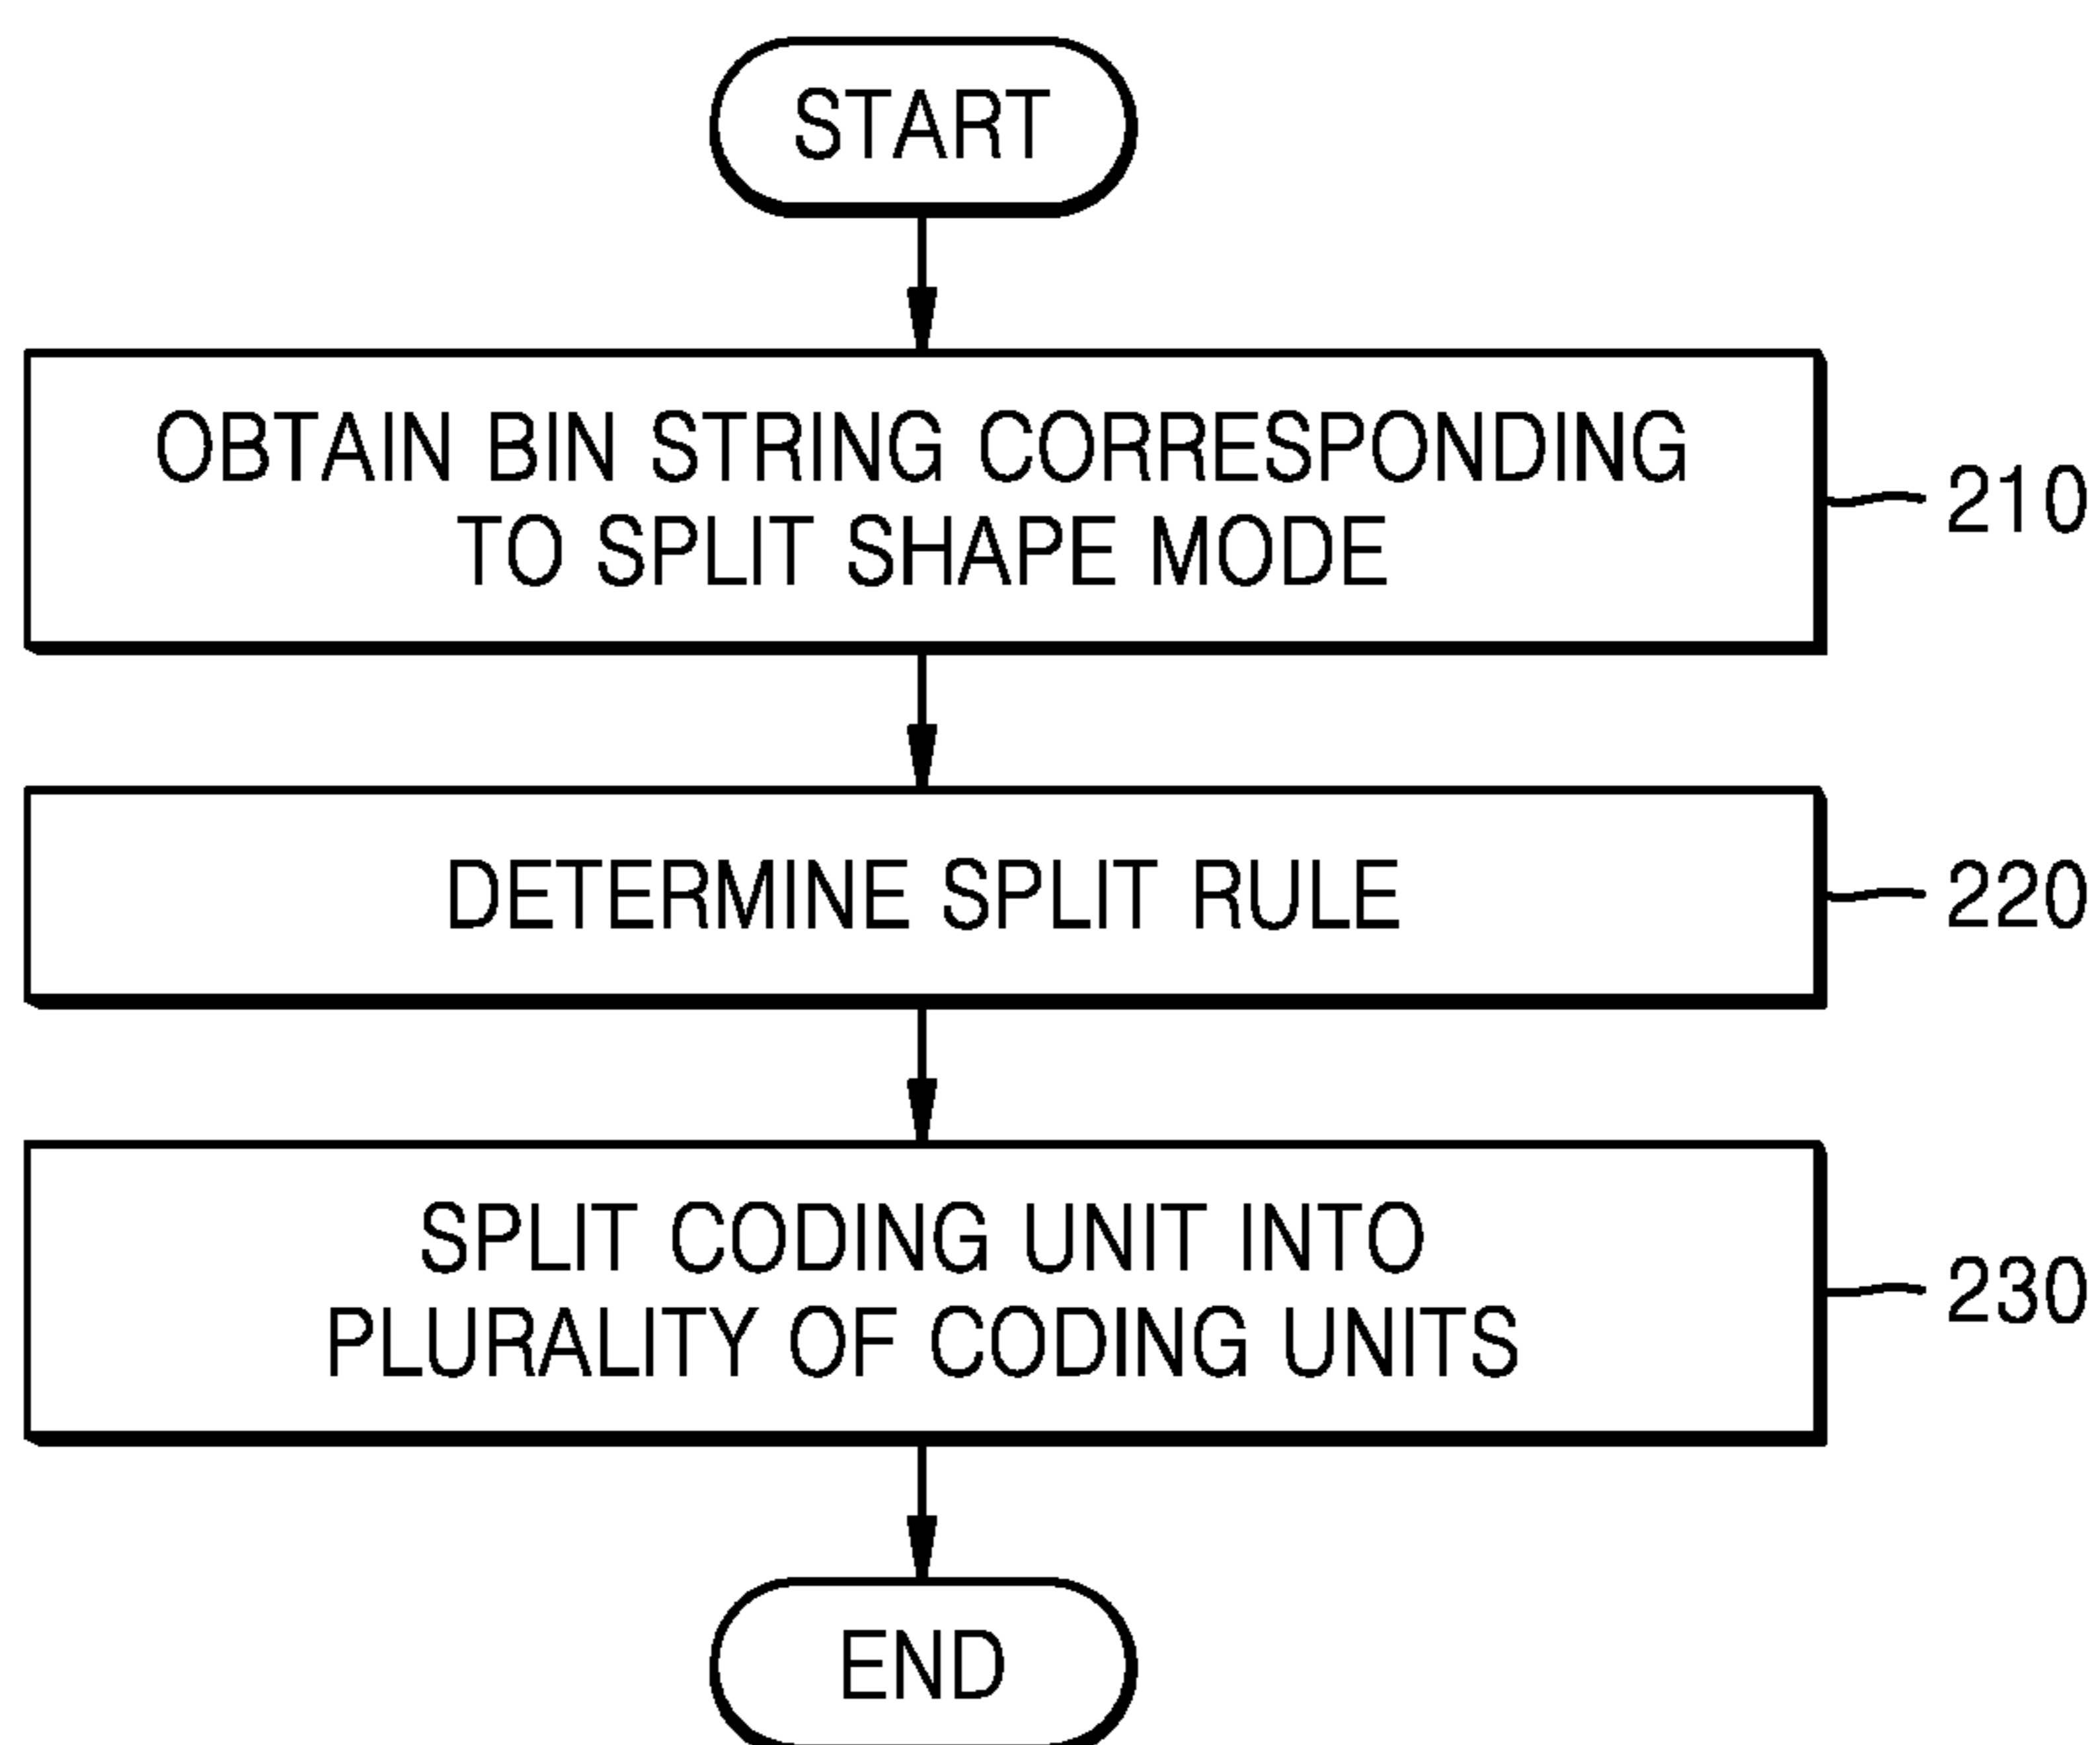 START
OBTAIN BIN STRING CORRESPONDING
TO SPLIT SHAPE MODE
210
DETERMINE SPLIT RULE
220
SPLIT CODING UNIT INTO
PLURALITY OF CODING UNITS
230
END